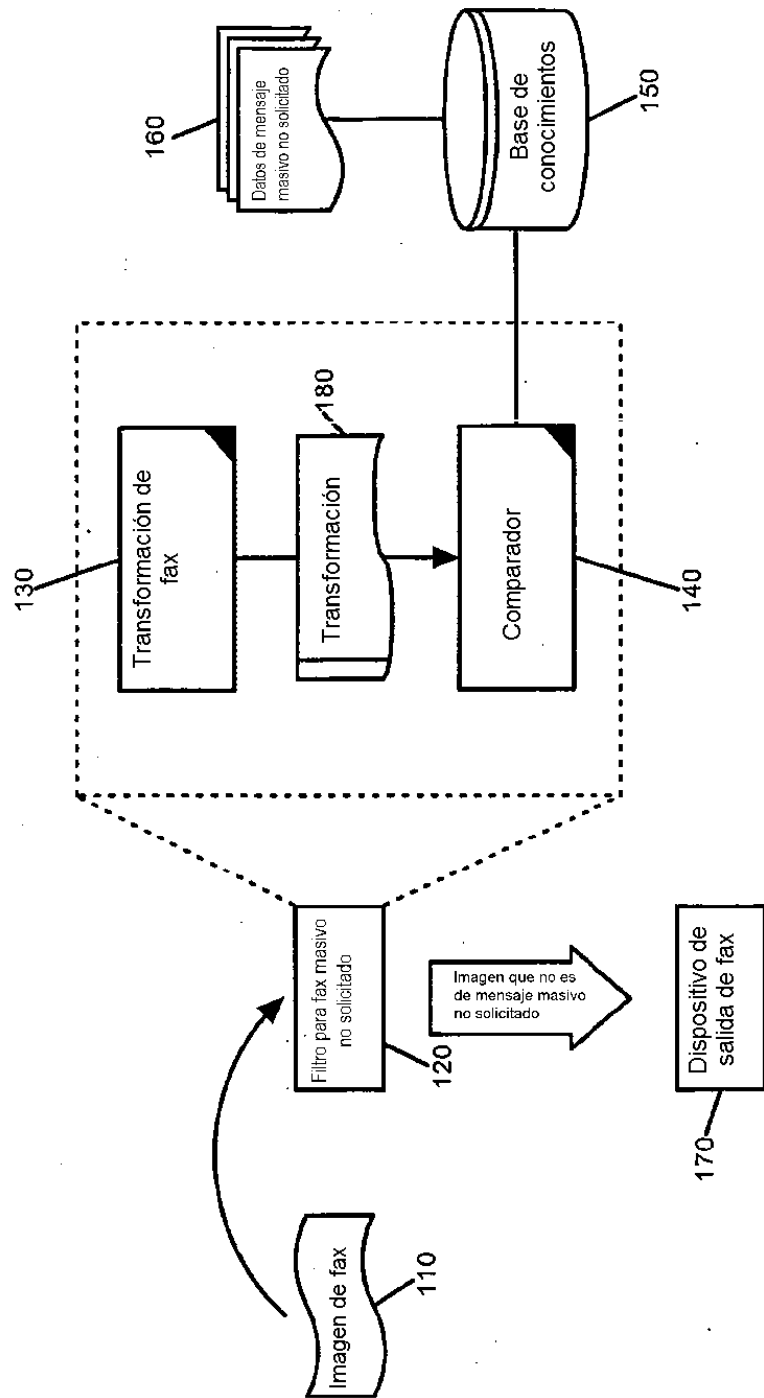 160
Datos de mensaje
masivo no solicitado
Base de
conocimientos
150
130
Transformación de
fax
180
Transformación
Comparador
140
Filtro para fax masivo
no solicitado
120
Imagen que no es
de mensaje masivo
no solicitado
Dispositivo de
salida de fax
170
Imagen de fax
110